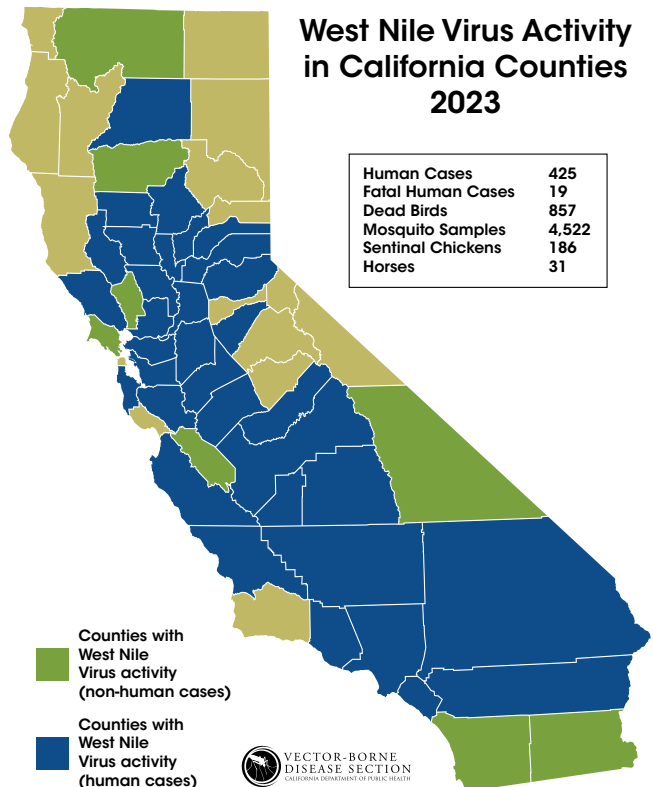 West Nile Virus Activity
in California Counties
2023
Human Cases 425
Fatal Human Cases 19
Dead Birds 857
Mosquito Samples 4,522
Sentinal Chickens 186
Horses 31
Counties with
West Nile
Virus activity
(non-human cases)
Counties with
West Nile
Virus activity
(human cases)
VECTOR-BORNE
DISEASE SECTION
CALIFORNIA DEPARTMENT OF PUBLIC HEALTH